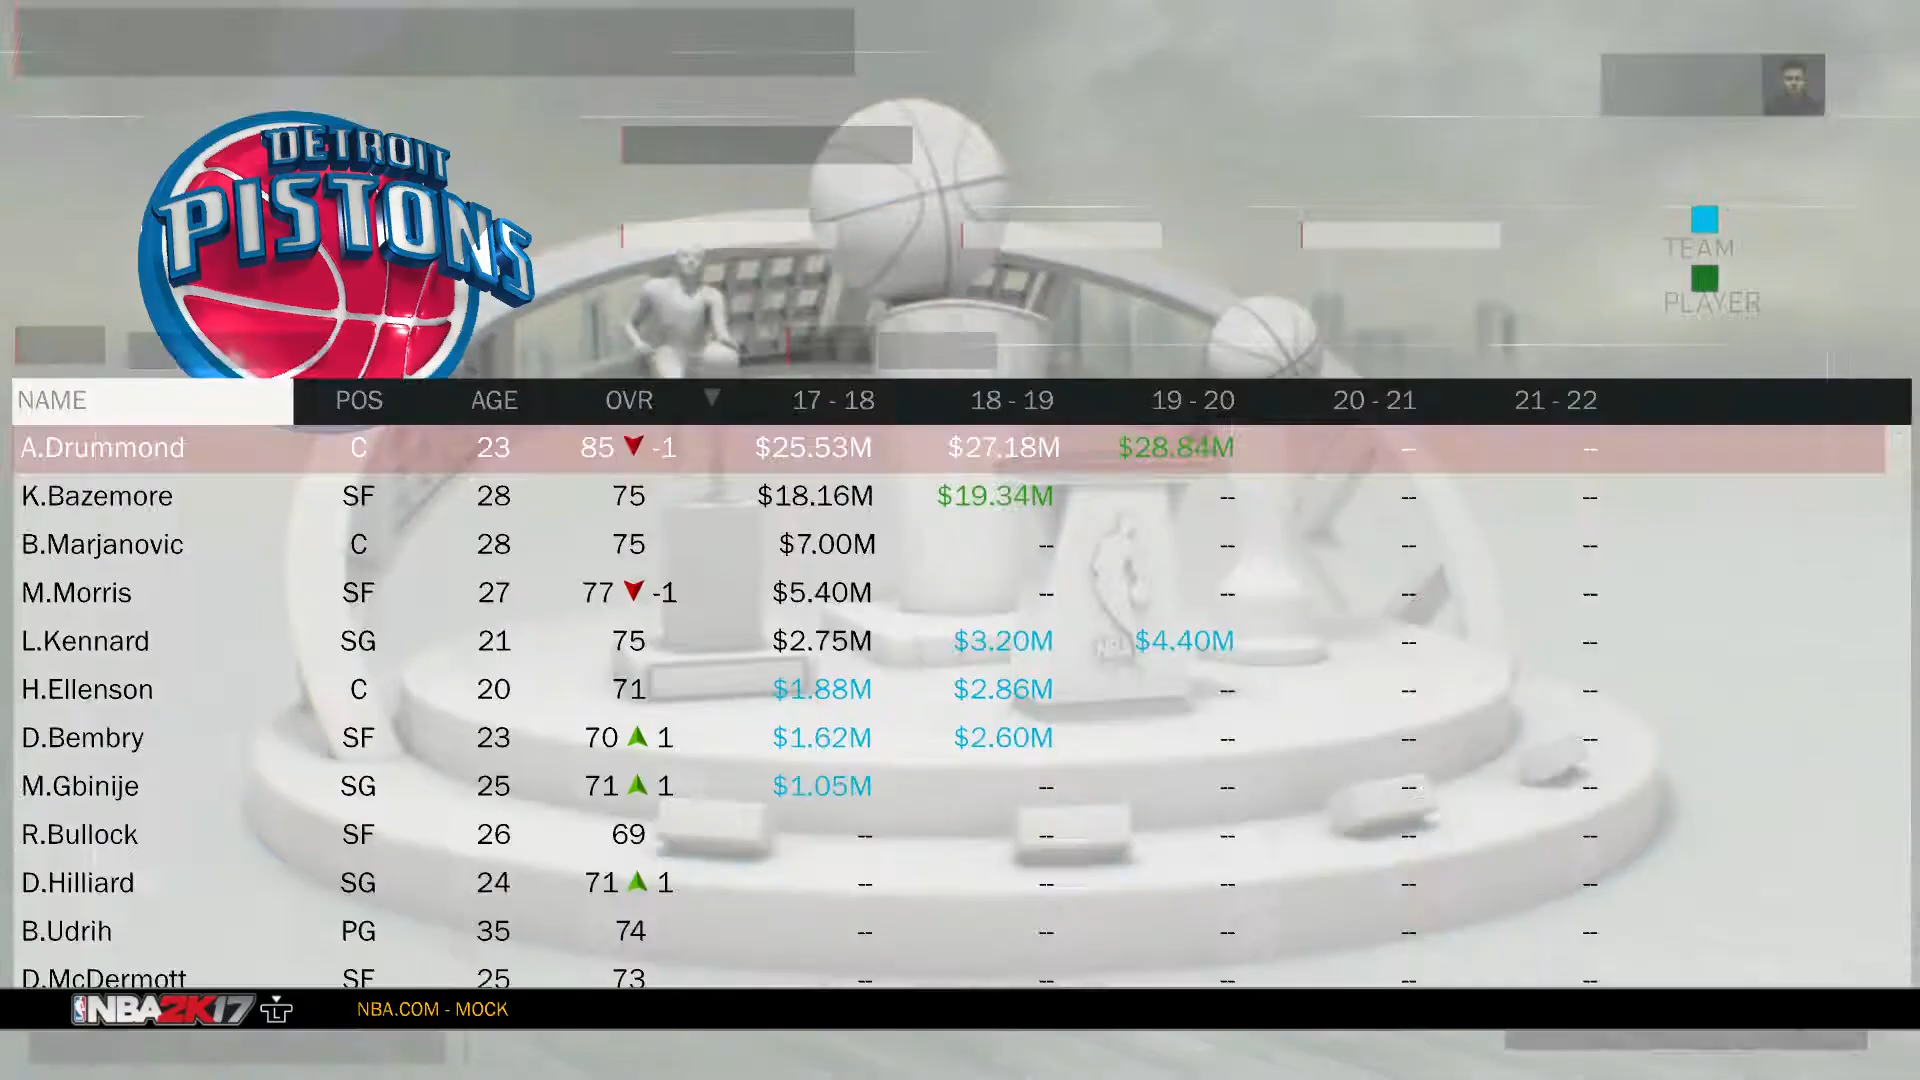 DETROIT
PISTONS
TEAM
PLAYER
NAME POS AGE OVR 17 - 18 18 - 19 19 - 20 20 - 21 21 - 22
A.Drummond C 23 85 -1 $25.53M $27.18M $28.84M -- --
K.Bazemore SF 28 75 $18.16M $19.34M -- -- --
B.Marjanovic C 28 75 $7.00M -- -- -- --
M.Morris SF 27 77 -1 $5.40M -- -- -- --
L.Kennard SG 21 75 $2.75M $3.20M $4.40M -- --
H.Ellenson C 20 71 $1.88M $2.86M -- -- --
D.Bembry SF 23 70 1 $1.62M $2.60M -- -- --
M.Gbinije SG 25 71 1 $1.05M -- -- -- --
R.Bullock SF 26 69 -- -- -- -- --
D.Hilliard SG 24 71 1 -- -- -- -- --
B.Udrih PG 35 74 -- -- -- -- --
D.McDermott SF 25 73 -- -- -- -- --
NBA2K17 L NBA.COM - MOCK
NBA